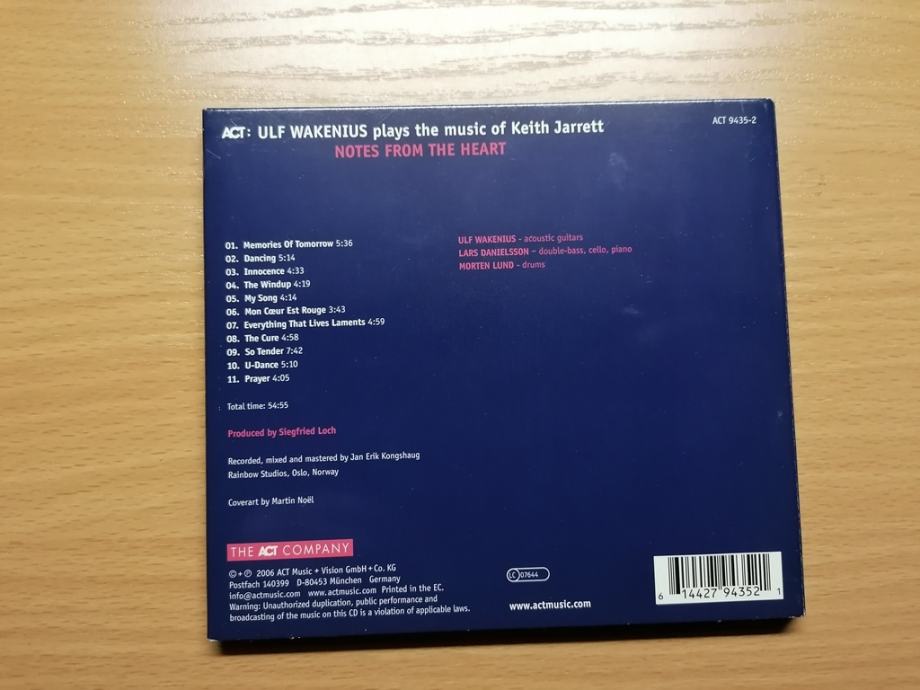 ACT: ULF WAKENIUS plays the music of Keith Jarrett
NOTES FROM THE HEART
ACT 9435-2
01. Memories Of Tomorrow 5:36
02. Dancing 5:14
03. Innocence 4:33
04. The Windup 4:19
05. My Song 4:14
06. Mon Cœur Est Rouge 3:43
07. Everything That Lives Laments 4:59
08. The Cure 4:58
09. So Tender 7:42
10. U-Dance 5:10
11. Prayer 4:05
ULF WAKENIUS - acoustic guitars
LARS DANIELSSON - double-bass, cello, piano
MORTEN LUND - drums
Total time: 54:55
Produced by Siegfried Loch
Recorded, mixed and mastered by Jan Erik Kongshaug
Rainbow Studios, Oslo, Norway
Coverart by Martin Noël
THE ACT COMPANY
©+℗ 2006 ACT Music + Vision GmbH+Co. KG
Postfach 140399 D-80453 München Germany
info@actmusic.com www.actmusic.com Printed in the EC.
Warning: Unauthorized duplication, public performance and
broadcasting of the music on this CD is a violation of applicable laws.
LC 07644
www.actmusic.com
6 14427 94352 1